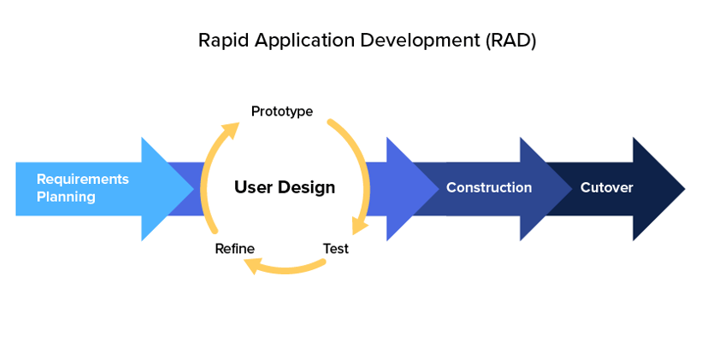 Rapid Application Development (RAD)
Prototype
Requirements
Planning
User Design
Construction
Cutover
Refine
Test